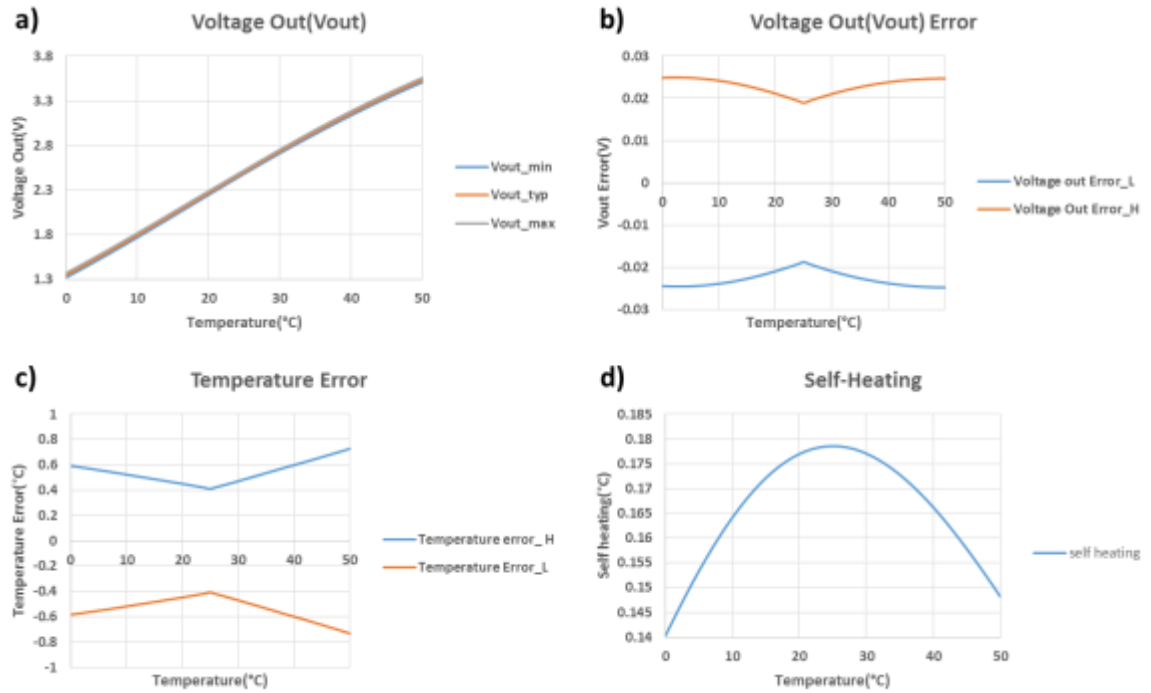 a)
Voltage Out(Vout)
3.8
3.3
2.8
2.3
1.8
1.3
0 10 20 30 40 50
Voltage Out(V)
Temperature(°C)
Vout_min
Vout_typ
Vout_max
b)
Voltage Out(Vout) Error
0.03
0.02
0.01
0
-0.01
-0.02
-0.03
0 10 20 30 40 50
Vout Error(V)
Temperature(°C)
Voltage out Error_L
Voltage Out Error_H
c)
Temperature Error
1
0.8
0.6
0.4
0.2
0
-0.2
-0.4
-0.6
-0.8
-1
0 10 20 30 40 50
Temperature Error(°C)
Temperature(°C)
Temperature error_ H
Temperature Error_L
d)
Self-Heating
0.185
0.18
0.175
0.17
0.165
0.16
0.155
0.15
0.145
0.14
0 10 20 30 40 50
Self heating(°C)
Temperature(°C)
self heating